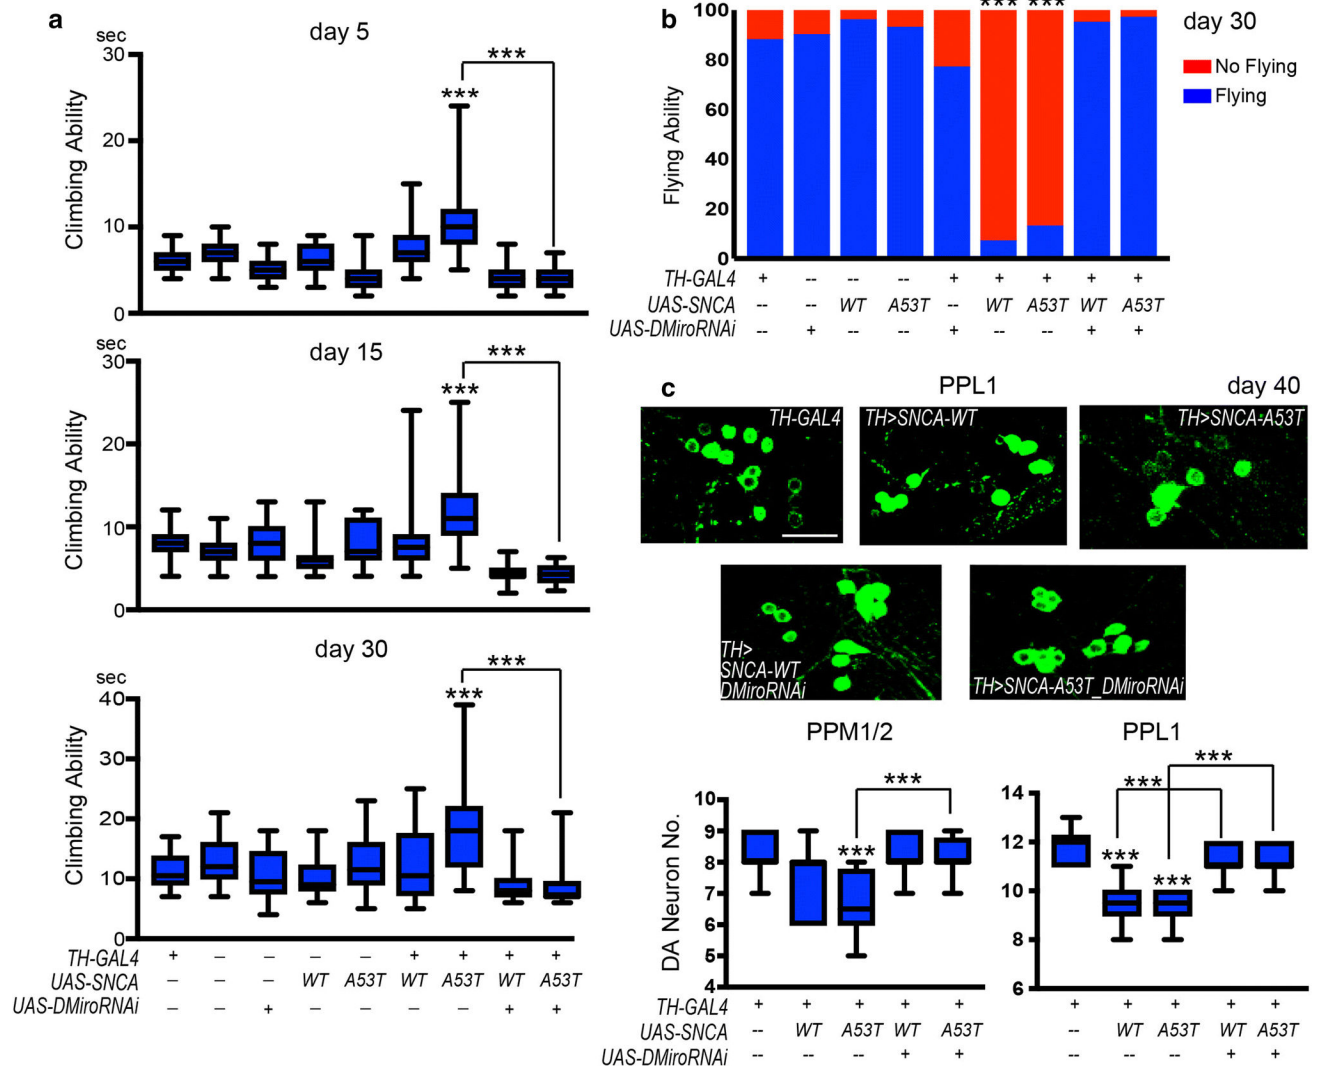 a
day 5
sec
30
20
10
0
Climbing Ability
***
***
day 15
sec
30
20
10
0
Climbing Ability
***
***
day 30
sec
40
30
20
10
0
Climbing Ability
***
***
TH-GAL4 + – – – – + + + +
UAS-SNCA – – – WT A53T WT A53T WT A53T
UAS-DMiroRNAi – – + – – – – + +
b
day 30
100
80
60
40
20
0
Flying Ability
*** ***
No Flying
Flying
TH-GAL4 + -- -- -- + + + + +
UAS-SNCA -- -- WT A53T -- WT A53T WT A53T
UAS-DMiroRNAi -- + -- -- + -- -- + +
c
PPL1
day 40
TH-GAL4
TH>SNCA-WT
TH>SNCA-A53T
TH>
SNCA-WT
DMiroRNAi
TH>SNCA-A53T_DMiroRNAi
PPM1/2
10
9
8
7
6
5
4
DA Neuron No.
***
***
TH-GAL4 + + + + +
UAS-SNCA -- WT A53T WT A53T
UAS-DMiroRNAi -- -- -- + +
PPL1
14
12
10
8
6
***
***
***
***
+ + + + +
-- WT A53T WT A53T
-- -- -- + +